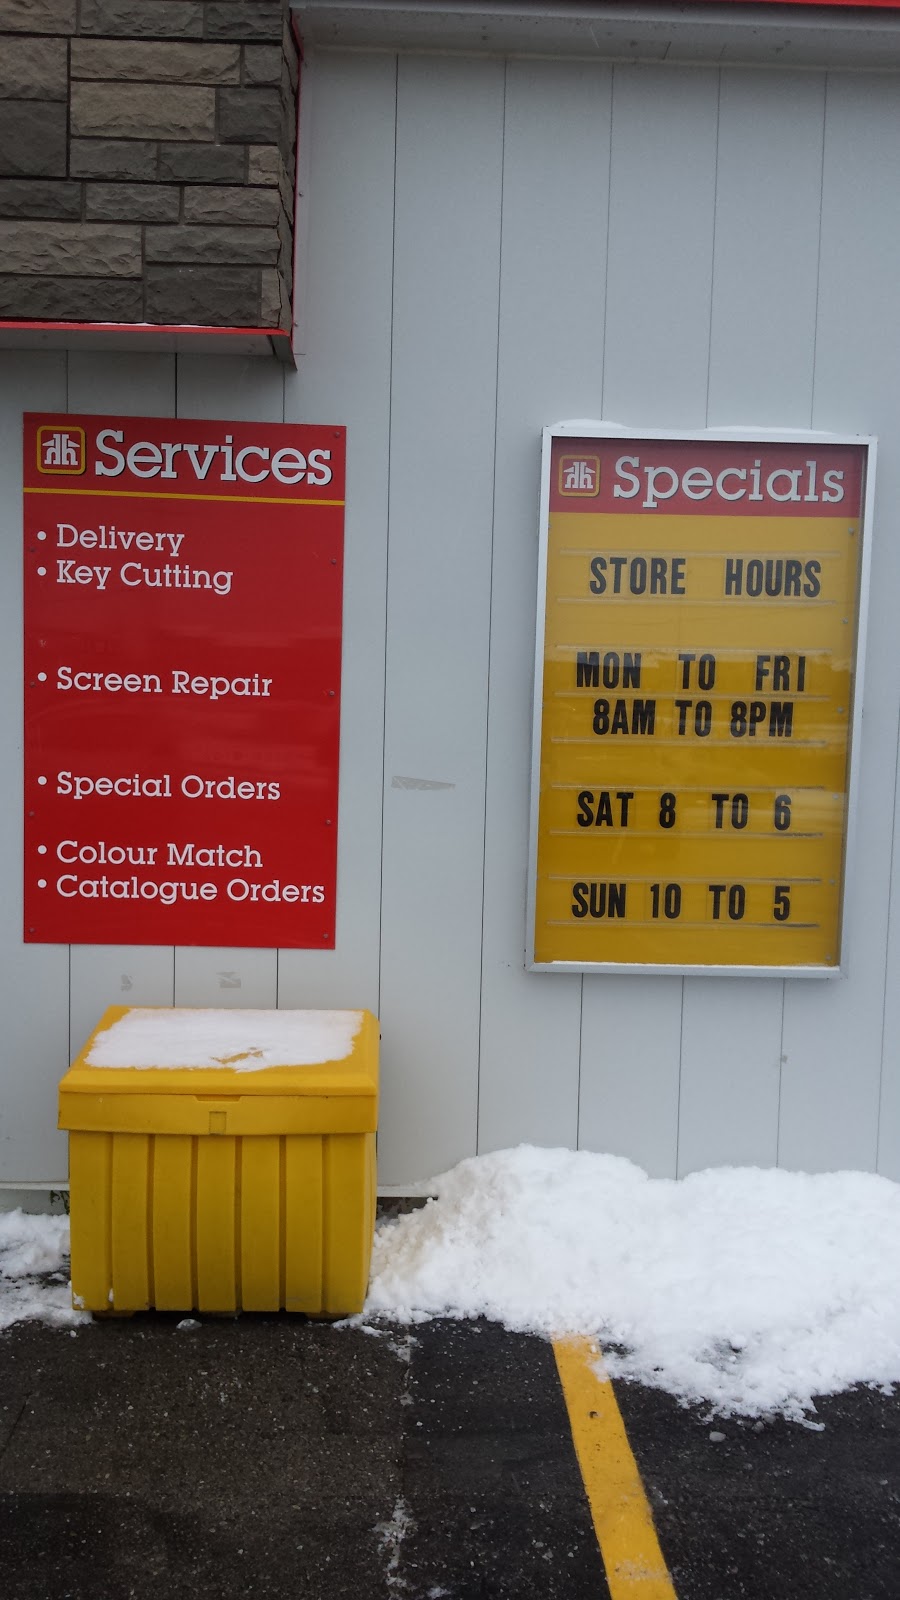 Services
• Delivery
• Key Cutting
• Screen Repair
• Special Orders
• Colour Match
• Catalogue Orders
Specials
STORE HOURS
MON TO FRI
8AM TO 8PM
SAT 8 TO 6
SUN 10 TO 5